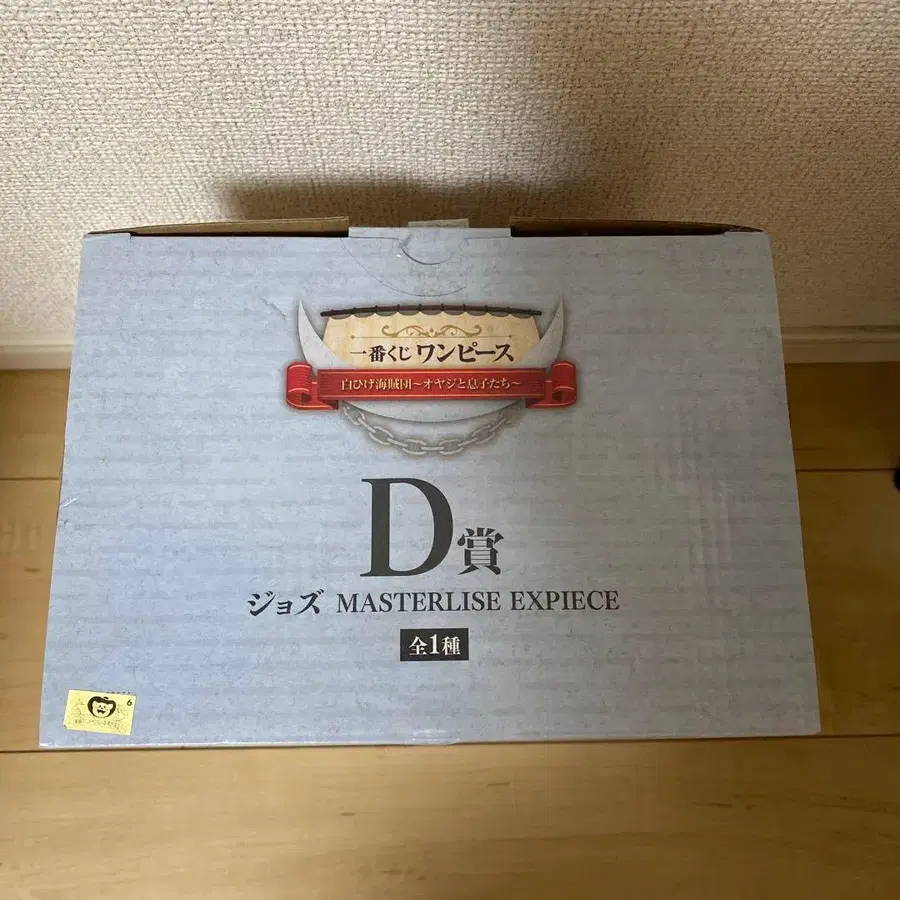 一番くじ ワンピース
白ひげ海賊団～オヤジと息子たち～
D賞
ジョズ MASTERLISE EXPIECE
全1種
6